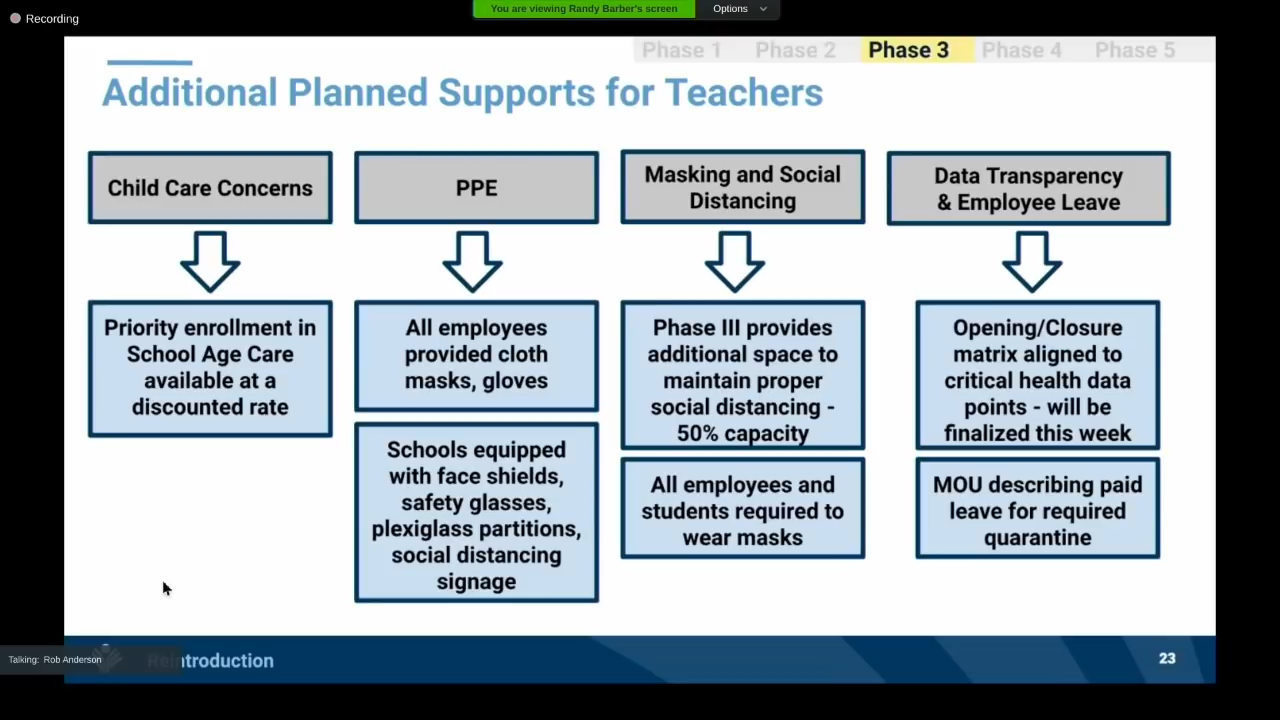 Recording
You are viewing Randy Barber's screen
Options
Phase 1 Phase 2 Phase 3 Phase 4 Phase 5
Additional Planned Supports for Teachers
Child Care Concerns
Priority enrollment in
School Age Care
available at a
discounted rate
PPE
All employees
provided cloth
masks, gloves
Schools equipped
with face shields,
safety glasses,
plexiglass partitions,
social distancing
signage
Masking and Social
Distancing
Phase III provides
additional space to
maintain proper
social distancing -
50% capacity
All employees and
students required to
wear masks
Data Transparency
& Employee Leave
Opening/Closure
matrix aligned to
critical health data
points - will be
finalized this week
MOU describing paid
leave for required
quarantine
Talking: Rob Anderson
Reintroduction
23